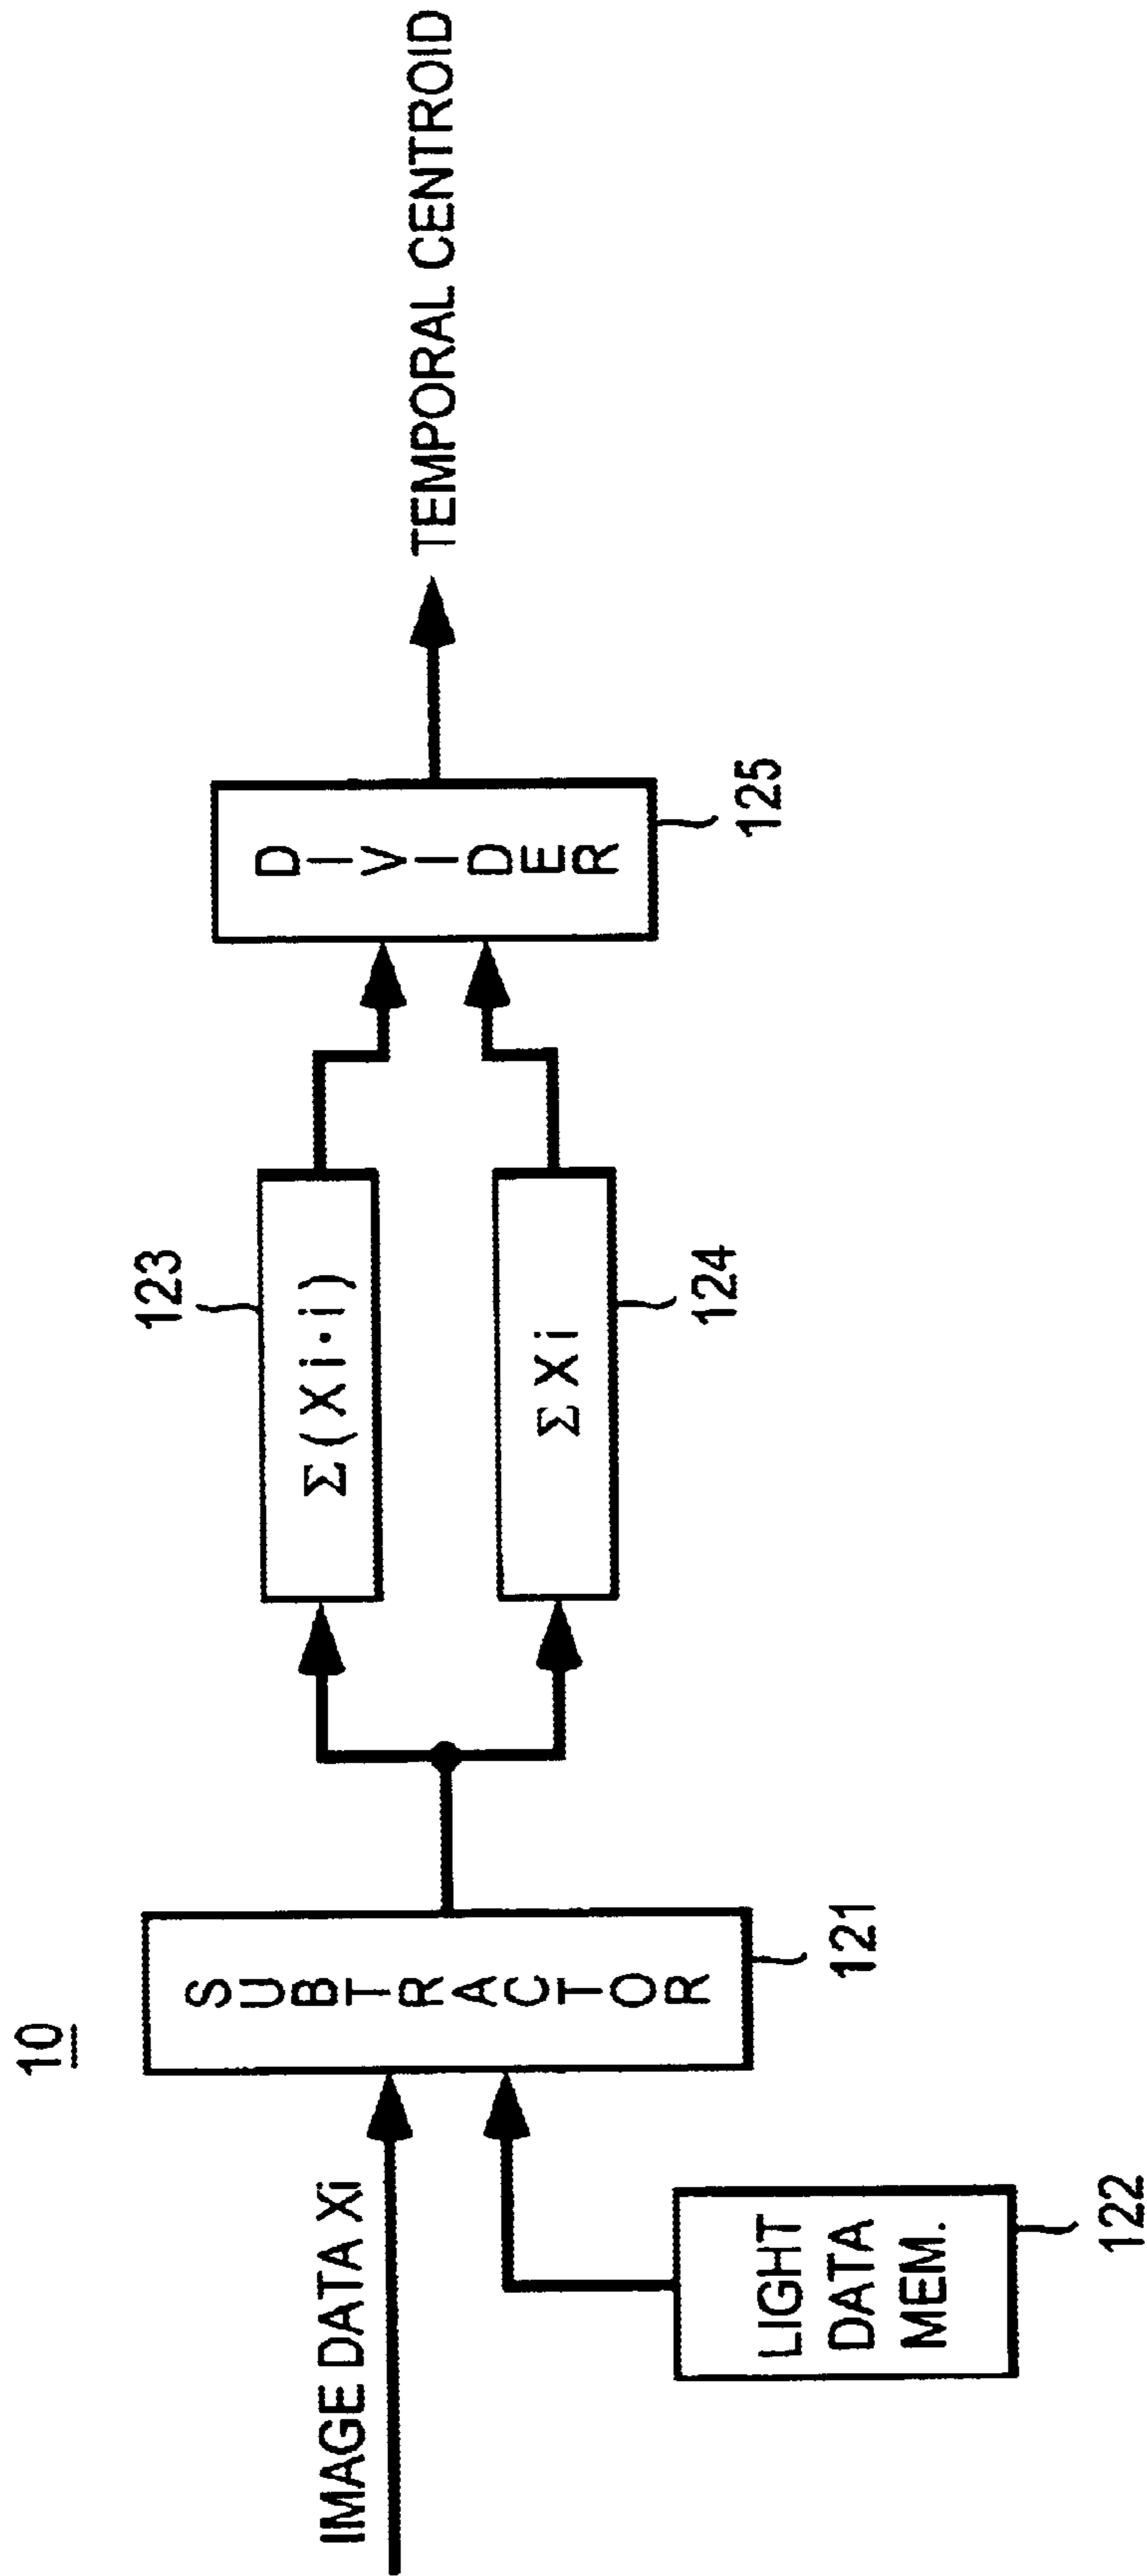 10
IMAGE DATA Xi
LIGHT
DATA
MEM.
122
SUBTRACTOR
121
123
Σ(Xi·i)
ΣXi
124
DIVIDER
125
TEMPORAL CENTROID